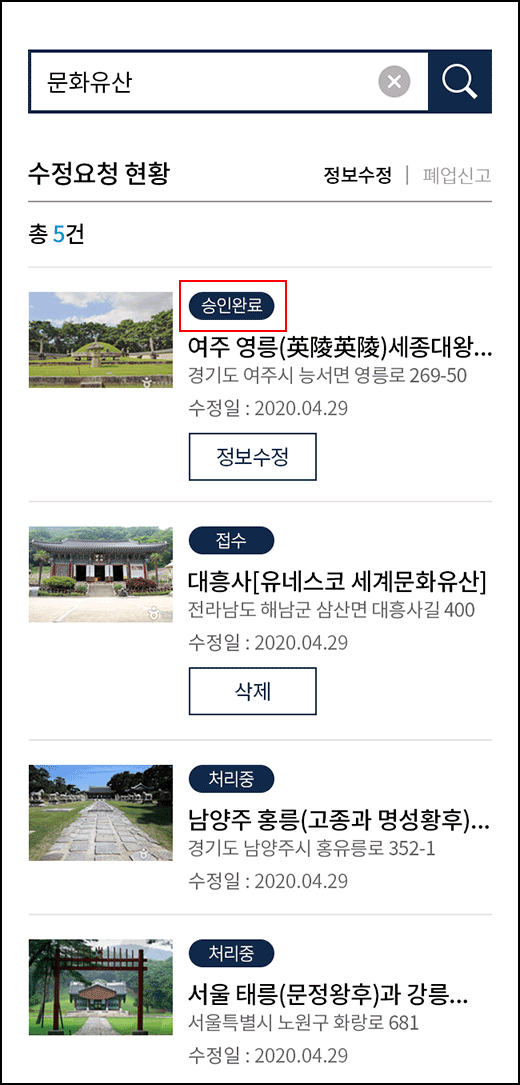 문화유산
수정요청 현황
정보수정 | 폐업신고
총 5건
승인완료
여주 영릉(英陵英陵)세종대왕...
경기도 여주시 능서면 영릉로 269-50
수정일 : 2020.04.29
정보수정
접수
대흥사[유네스코 세계문화유산]
전라남도 해남군 삼산면 대흥사길 400
수정일 : 2020.04.29
삭제
처리중
남양주 홍릉(고종과 명성황후)...
경기도 남양주시 홍유릉로 352-1
수정일 : 2020.04.29
처리중
서울 태릉(문정왕후)과 강릉...
서울특별시 노원구 화랑로 681
수정일 : 2020.04.29